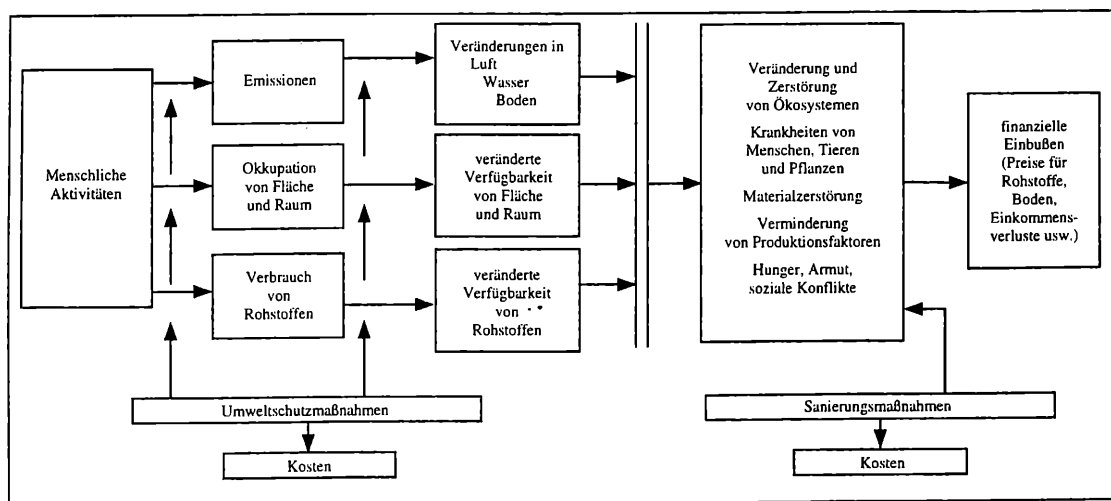 Menschliche
Aktivitäten
Emissionen
Okkupation
von Fläche
und Raum
Verbrauch
von
Rohstoffen
Veränderungen in
Luft
Wasser
Boden
veränderte
Verfügbarkeit
von Fläche
und Raum
veränderte
Verfügbarkeit
von
Rohstoffen
Veränderung und
Zerstörung
von Ökosystemen
Krankheiten von
Menschen, Tieren
und Pflanzen
Materialzerstörung
Verminderung
von Produktionsfaktoren
Hunger, Armut,
soziale Konflikte
finanzielle
Einbußen
(Preise für
Rohstoffe,
Boden,
Einkommens-
verluste usw.)
Umweltschutzmaßnahmen
Kosten
Sanierungsmaßnahmen
Kosten